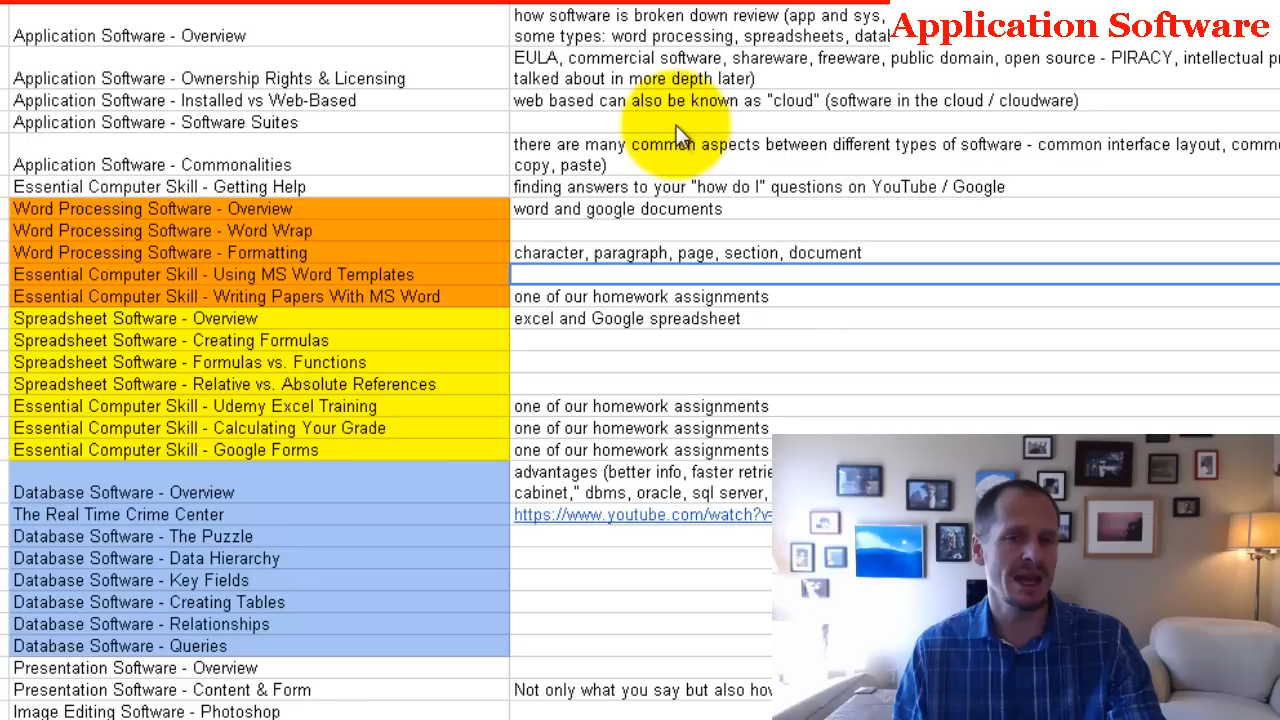 Application Software
how software is broken down review (app and sys,
Application Software - Overview
some types: word processing, spreadsheets,
EULA, commercial software, shareware, freeware, public domain, open source - PIRACY, intellectual
Application Software - Ownership Rights & Licensing
talked about in more depth later)
Application Software - Installed vs Web-Based
web based can also be known as "cloud" (software in the cloud / cloudware)
Application Software - Software Suites
there are many common aspects between different types of software - common interface layout,
Application Software - Commonalities
copy, paste)
Essential Computer Skill - Getting Help
finding answers to your "how do I" questions on YouTube / Google
Word Processing Software - Overview
word and google documents
Word Processing Software - Word Wrap
Word Processing Software - Formatting
character, paragraph, page, section, document
Essential Computer Skill - Using MS Word Templates
Essential Computer Skill - Writing Papers With MS Word
one of our homework assignments
Spreadsheet Software - Overview
excel and Google spreadsheet
Spreadsheet Software - Creating Formulas
Spreadsheet Software - Formulas vs. Functions
Spreadsheet Software - Relative vs. Absolute References
Essential Computer Skill - Udemy Excel Training
one of our homework assignments
Essential Computer Skill - Calculating Your Grade
one of our homework assignments
Essential Computer Skill - Google Forms
one of our homework assignments
advantages (better info, faster
Database Software - Overview
cabinet," dbms, oracle, sql server,
The Real Time Crime Center
https://www.youtube.com/watch?v=
Database Software - The Puzzle
Database Software - Data Hierarchy
Database Software - Key Fields
Database Software - Creating Tables
Database Software - Relationships
Database Software - Queries
Presentation Software - Overview
Presentation Software - Content & Form
Not only what you say but also
Image Editing Software - Photoshop